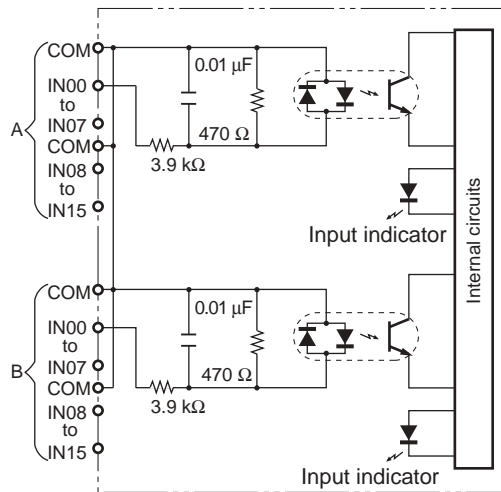 COM
IN00
to
A
IN07
COM
IN08
to
IN15
0.01 μF
470 Ω
3.9 kΩ
Input indicator
Internal circuits
COM
IN00
to
B
IN07
COM
IN08
to
IN15
0.01 μF
470 Ω
3.9 kΩ
Input indicator